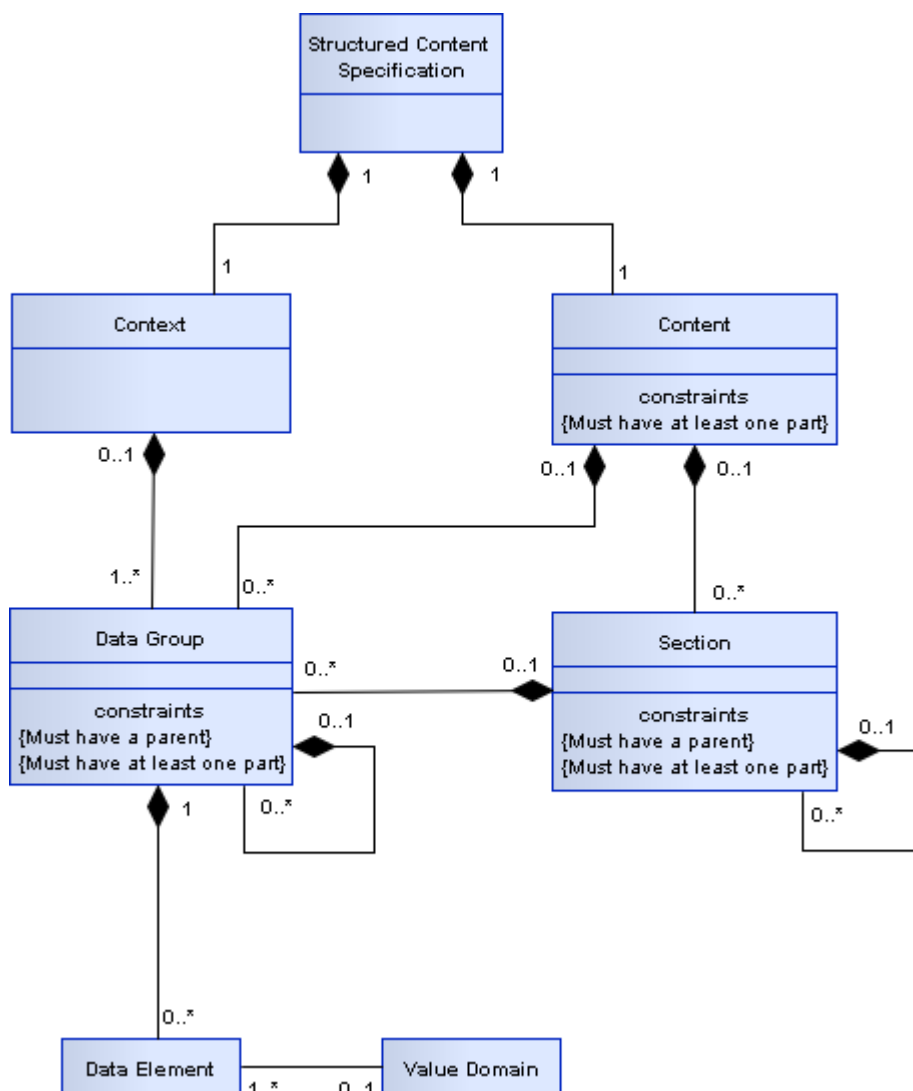 Structured Content
Specification
1
1
1
1
Context
Content
constraints
{Must have at least one part}
0..1
0..1
0..1
1..*
0..*
0..*
Data Group
Section
0..*
0..1
constraints
{Must have a parent}
{Must have at least one part}
0..1
constraints
{Must have a parent}
{Must have at least one part}
0..1
1
0..*
0..*
0..*
Data Element
Value Domain
1..*
0..1